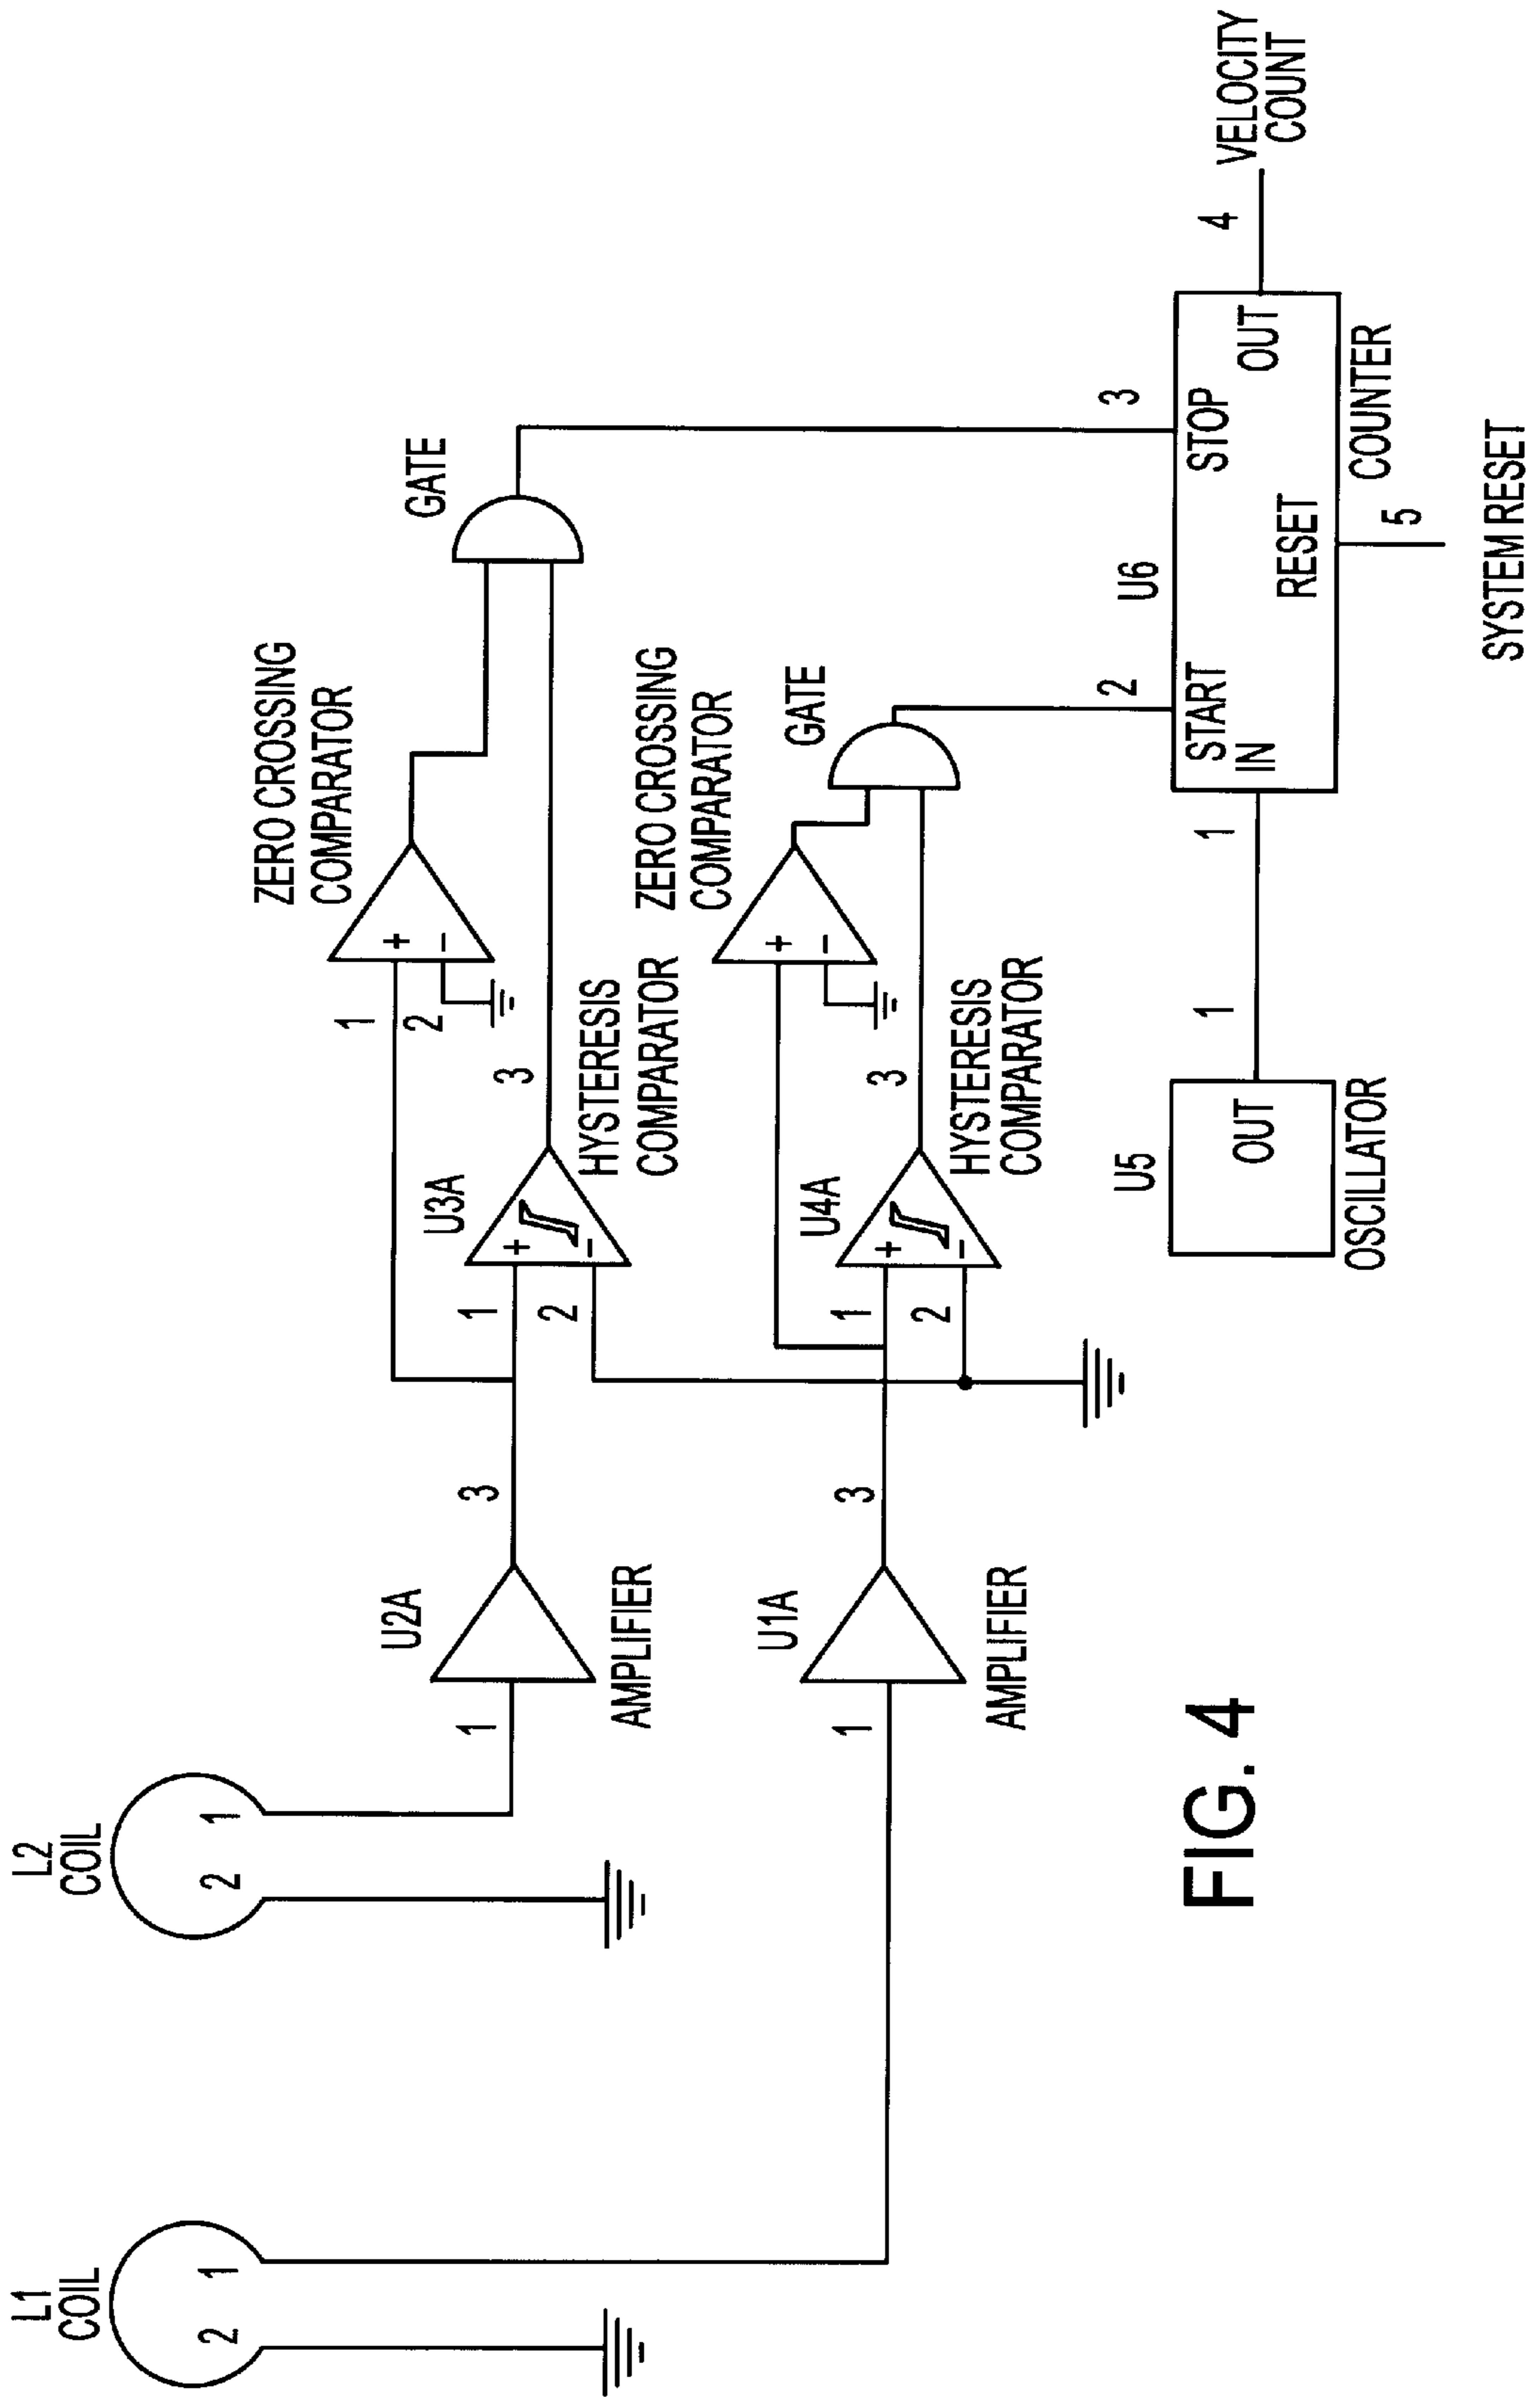 L1
COIL
2
1
L2
COIL
2
1
1
U2A
3
AMPLIFIER
1
U1A
3
AMPLIFIER
1
2
U3A
+
−
3
HYSTERESIS
COMPARATOR
1
2
U4A
+
−
3
HYSTERESIS
COMPARATOR
1
2
+
−
ZERO CROSSING
COMPARATOR
+
−
ZERO CROSSING
COMPARATOR
GATE
GATE
U5
OUT
OSCILLATOR
1
1
2
U6
3
START
IN
STOP
RESET
OUT
COUNTER
4
VELOCITY
COUNT
5
SYSTEM RESET
FIG. 4